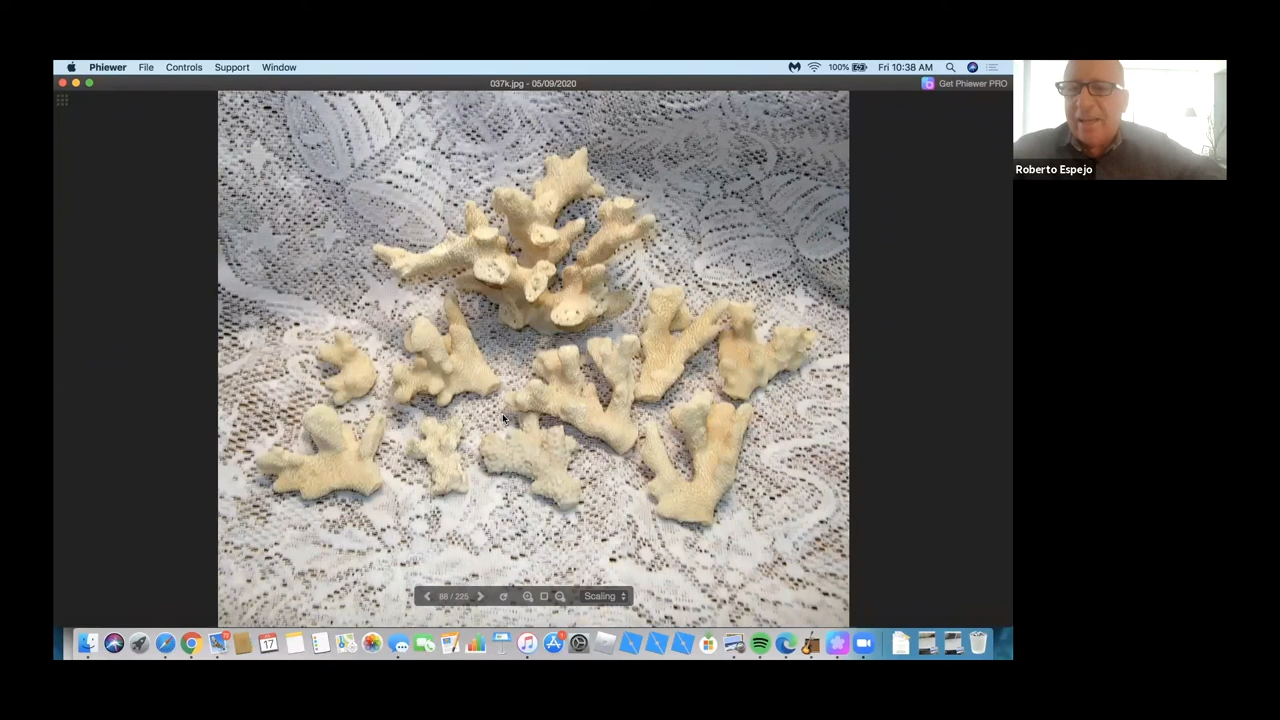 Phiewer File Controls Support Window 100% Fri 10:38 AM
037k.jpg - 05/09/2020 Get Phiewer PRO
Roberto Espejo
88 / 225 Scaling
17